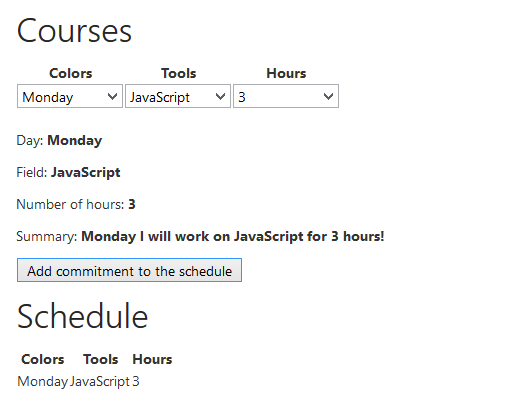 Courses
Colors Tools Hours
Monday JavaScript 3
Day: Monday
Field: JavaScript
Number of hours: 3
Summary: Monday I will work on JavaScript for 3 hours!
Add commitment to the schedule
Schedule
Colors Tools Hours
Monday JavaScript 3